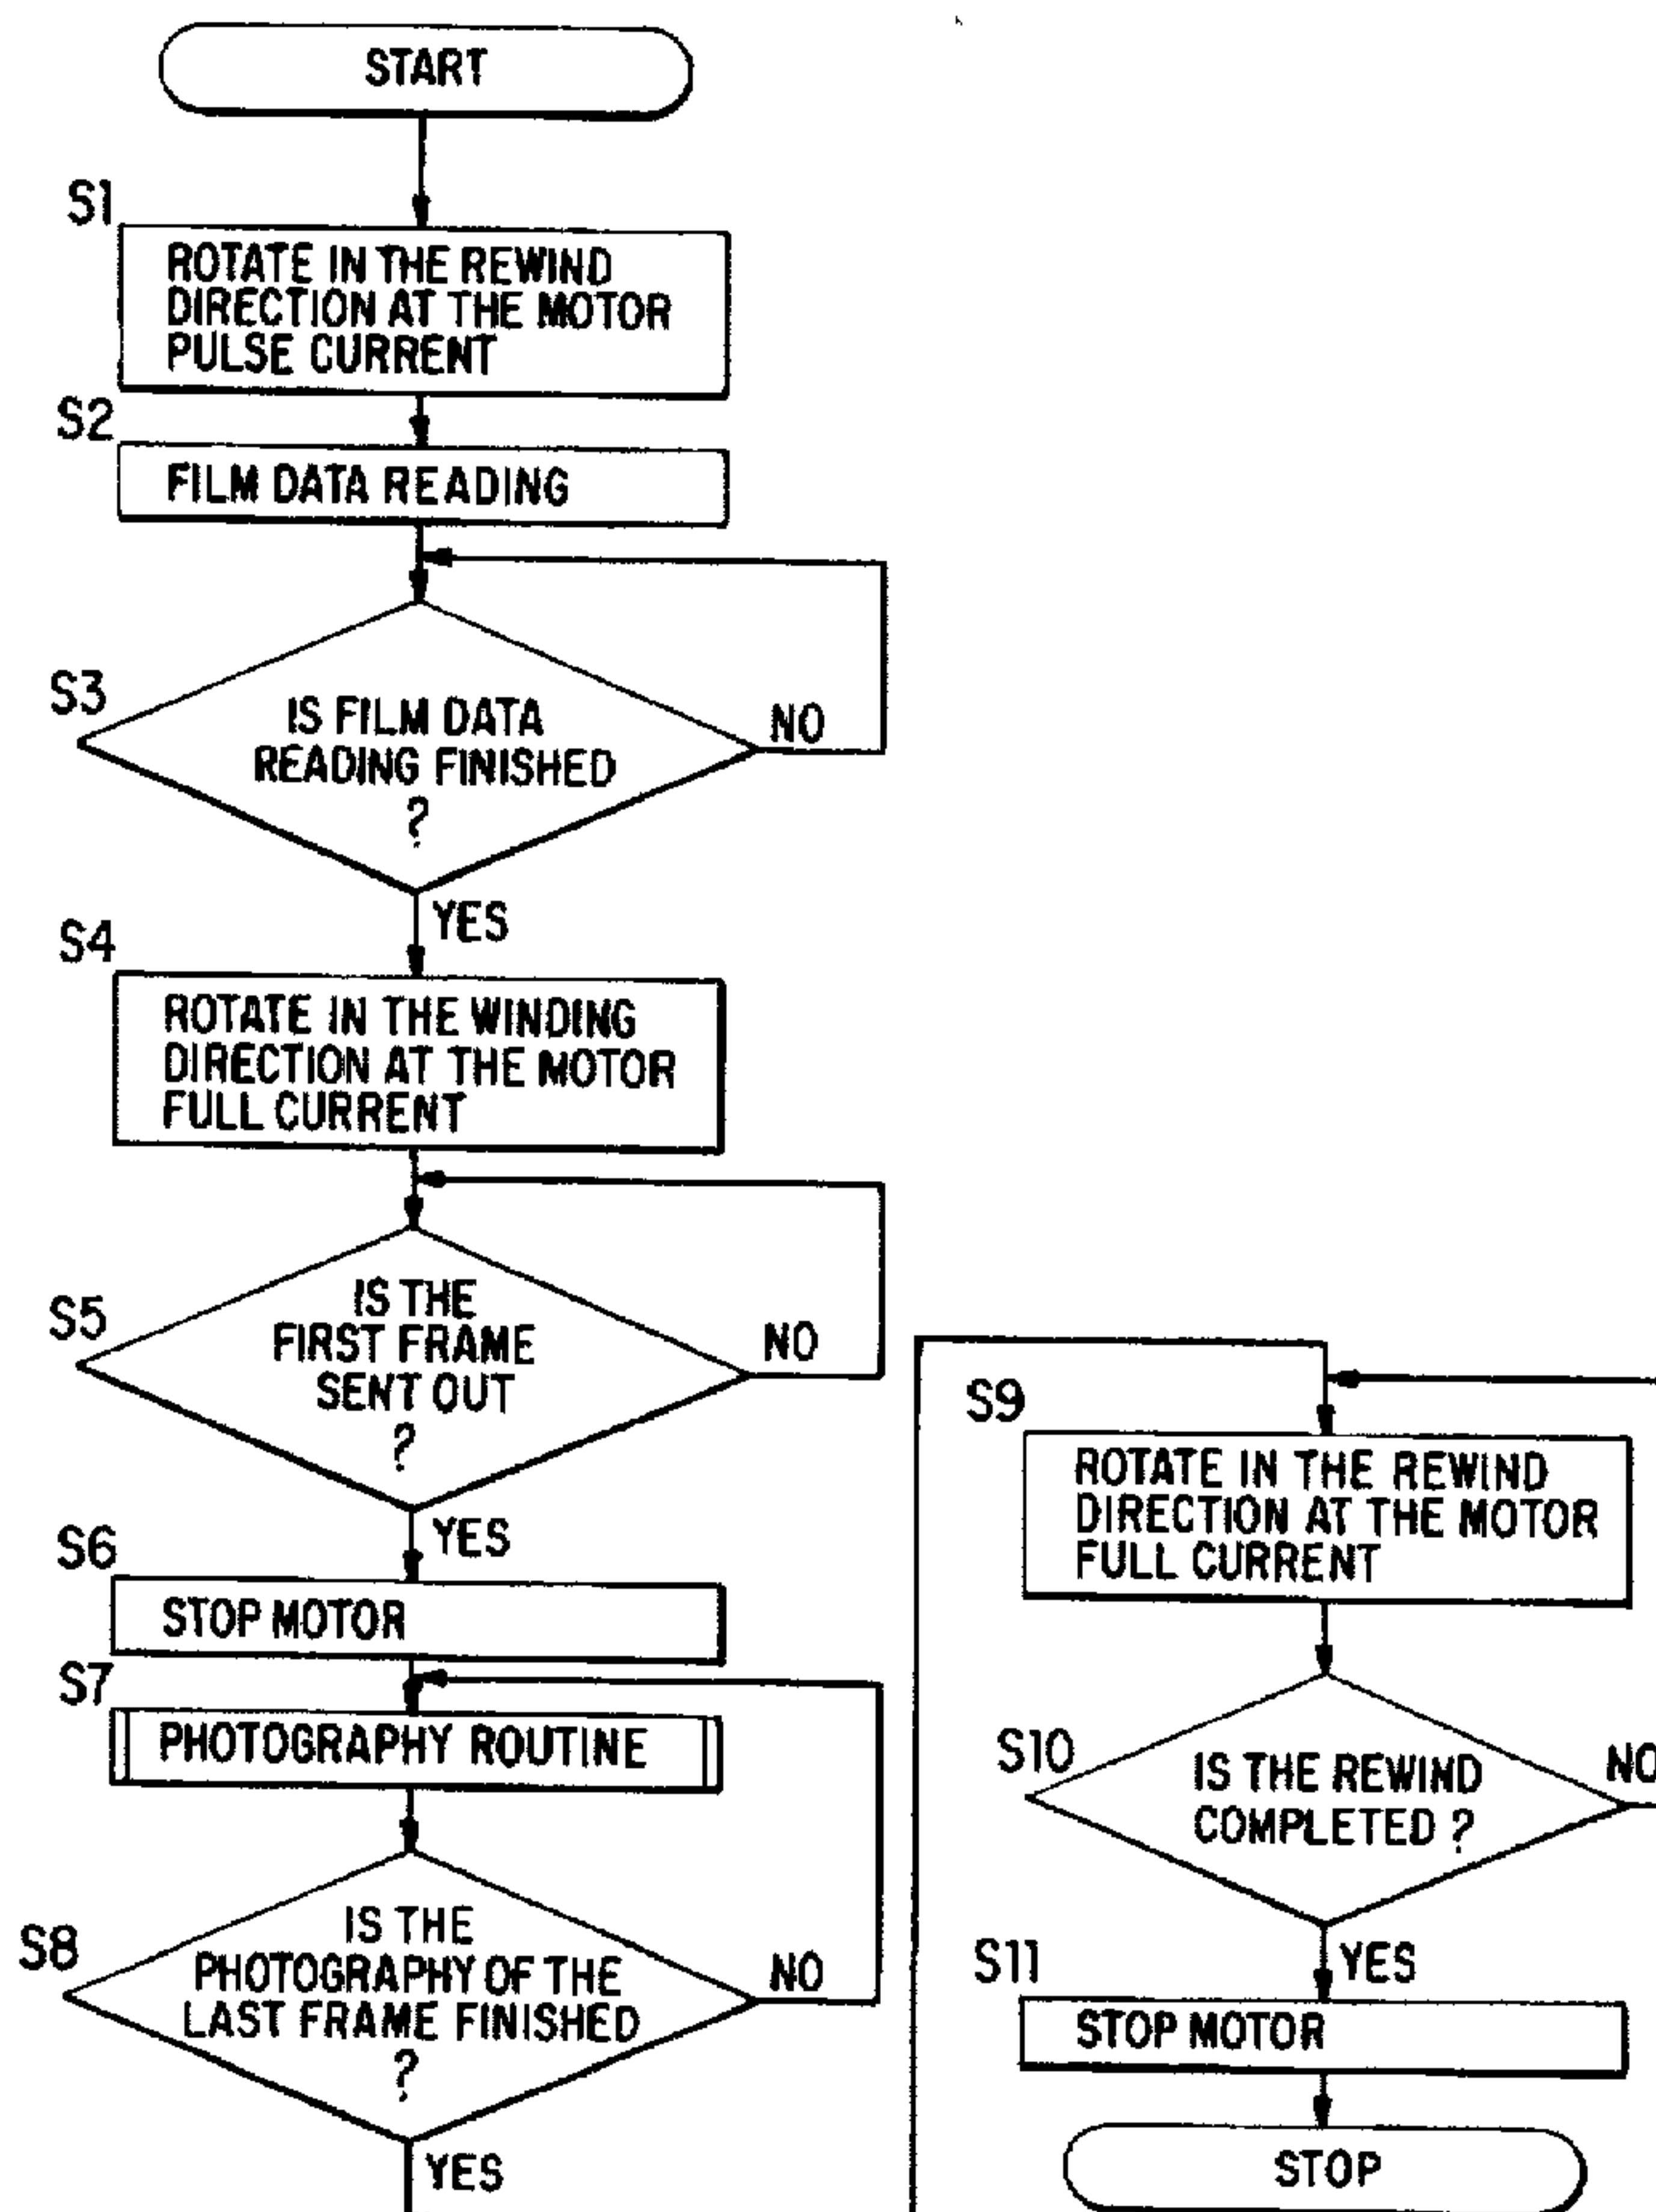 START
S1
ROTATE IN THE REWIND
DIRECTION AT THE MOTOR
PULSE CURRENT
S2
FILM DATA READING
S3
IS FILM DATA
READING FINISHED
?
NO
YES
S4
ROTATE IN THE WINDING
DIRECTION AT THE MOTOR
FULL CURRENT
S5
IS THE
FIRST FRAME
SENT OUT
?
NO
YES
S6
STOP MOTOR
S7
PHOTOGRAPHY ROUTINE
S8
IS THE
PHOTOGRAPHY OF THE
LAST FRAME FINISHED
?
NO
YES
S9
ROTATE IN THE REWIND
DIRECTION AT THE MOTOR
FULL CURRENT
S10
IS THE REWIND
COMPLETED ?
NO
YES
S11
STOP MOTOR
STOP